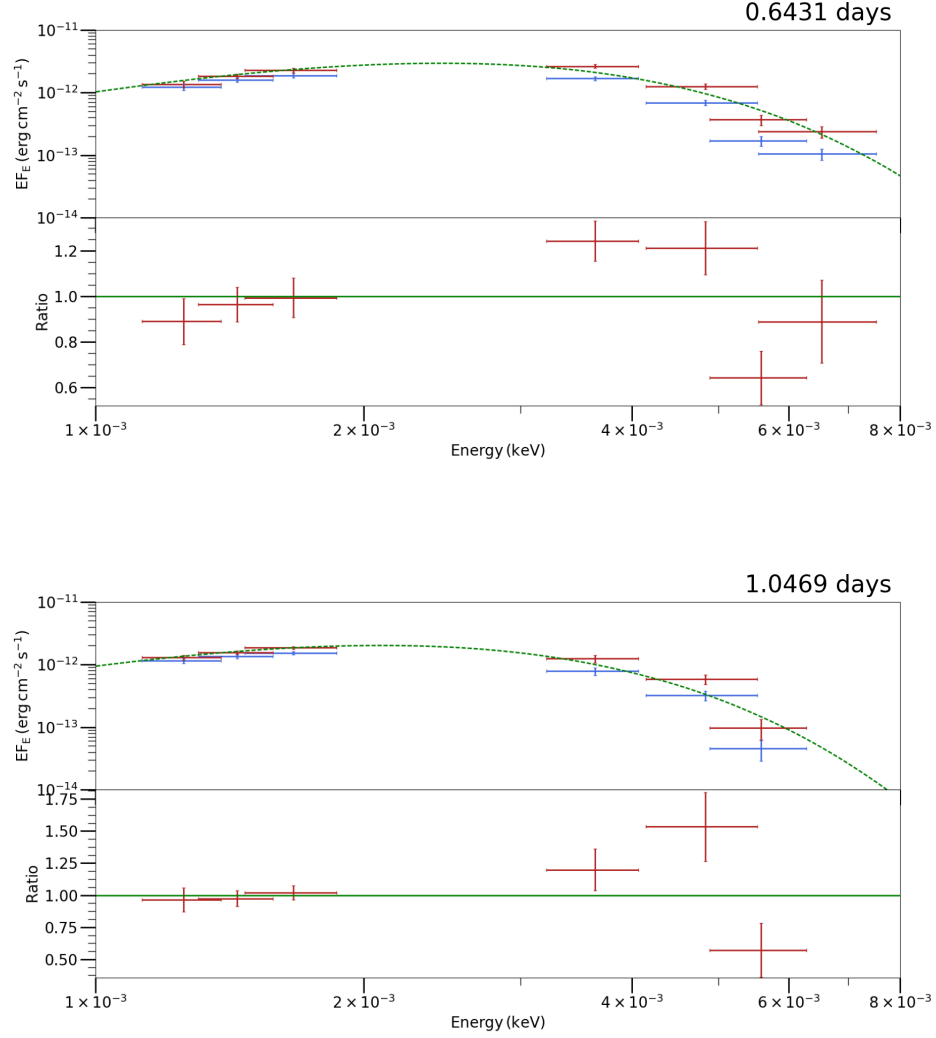 0.6431 days
10⁻¹¹
10⁻¹²
10⁻¹³
10⁻¹⁴
EF_E (erg cm⁻² s⁻¹)
1.2
1.0
0.8
0.6
Ratio
1 × 10⁻³ 2 × 10⁻³ 4 × 10⁻³ 6 × 10⁻³ 8 × 10⁻³
Energy (keV)
1.0469 days
10⁻¹¹
10⁻¹²
10⁻¹³
10⁻¹⁴
EF_E (erg cm⁻² s⁻¹)
1.75
1.50
1.25
1.00
0.75
0.50
Ratio
1 × 10⁻³ 2 × 10⁻³ 4 × 10⁻³ 6 × 10⁻³ 8 × 10⁻³
Energy (keV)